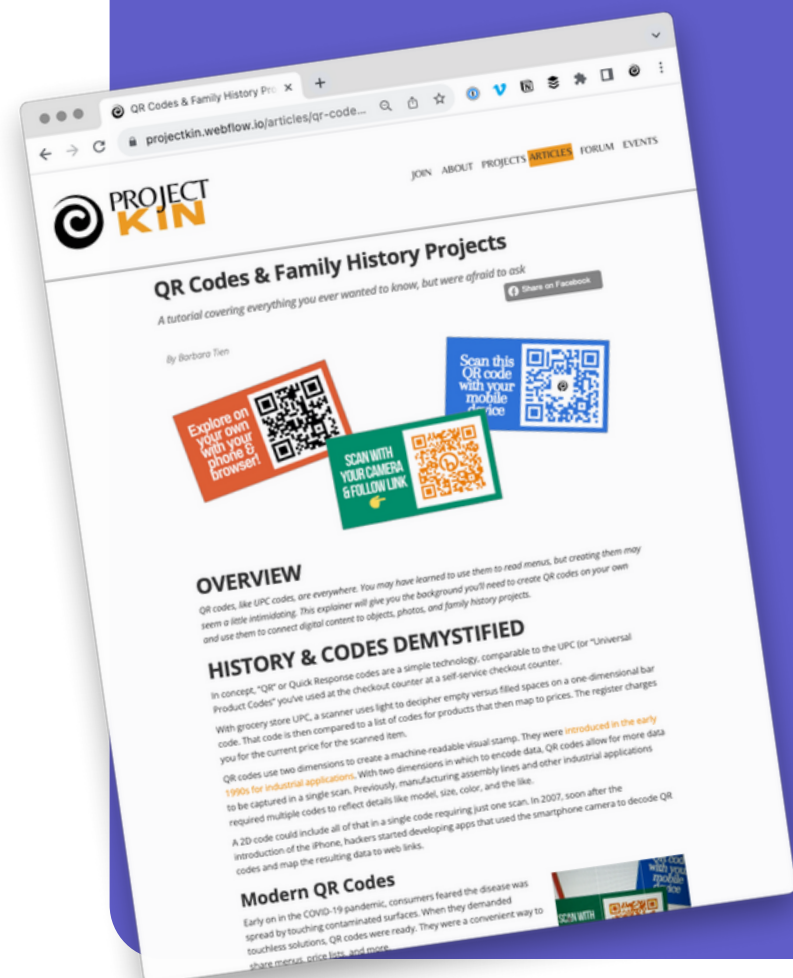 QR Codes & Family History Pro
projectkin.webflow.io/articles/qr-code...
PROJECT
KIN
JOIN ABOUT PROJECTS ARTICLES FORUM EVENTS
QR Codes & Family History Projects
A tutorial covering everything you ever wanted to know, but were afraid to ask
Share on Facebook
By Barbara Tien
Explore on
your own
with your
phone &
browser!
SCAN WITH
YOUR CAMERA
& FOLLOW LINK
Scan this
QR code
with your
mobile
device
OVERVIEW
QR codes, like UPC codes, are everywhere. You may have learned to use them to read menus, but creating them may
seem a little intimidating. This explainer will give you the background you'll need to create QR codes on your own
and use them to connect digital content to objects, photos, and family history projects.
HISTORY & CODES DEMYSTIFIED
In concept, "QR" or Quick Response codes are a simple technology, comparable to the UPC (or "Universal
Product Codes" you've used at the checkout counter at a self-service checkout counter.
With grocery store UPC, a scanner uses light to decipher empty versus filled spaces on a one-dimensional bar
code. That code is then compared to a list of codes for products that then map to prices. The register charges
you for the current price for the scanned item.
QR codes use two dimensions to create a machine-readable visual stamp. They were introduced in the early
1990s for industrial applications. With two dimensions in which to encode data, QR codes allow for more data
to be captured in a single scan. Previously, manufacturing assembly lines and other industrial applications
required multiple codes to reflect details like model, size, color, and the like.
A 2D code could include all of that in a single code requiring just one scan. In 2007, soon after the
introduction of the iPhone, hackers started developing apps that used the smartphone camera to decode QR
codes and map the resulting data to web links.
Modern QR Codes
Early on in the COVID-19 pandemic, consumers feared the disease was
spread by touching contaminated surfaces. When they demanded
touchless solutions, QR codes were ready. They were a convenient way to
share menus, price lists, and more.
QR cod
with you
mobile
SCAN WITH